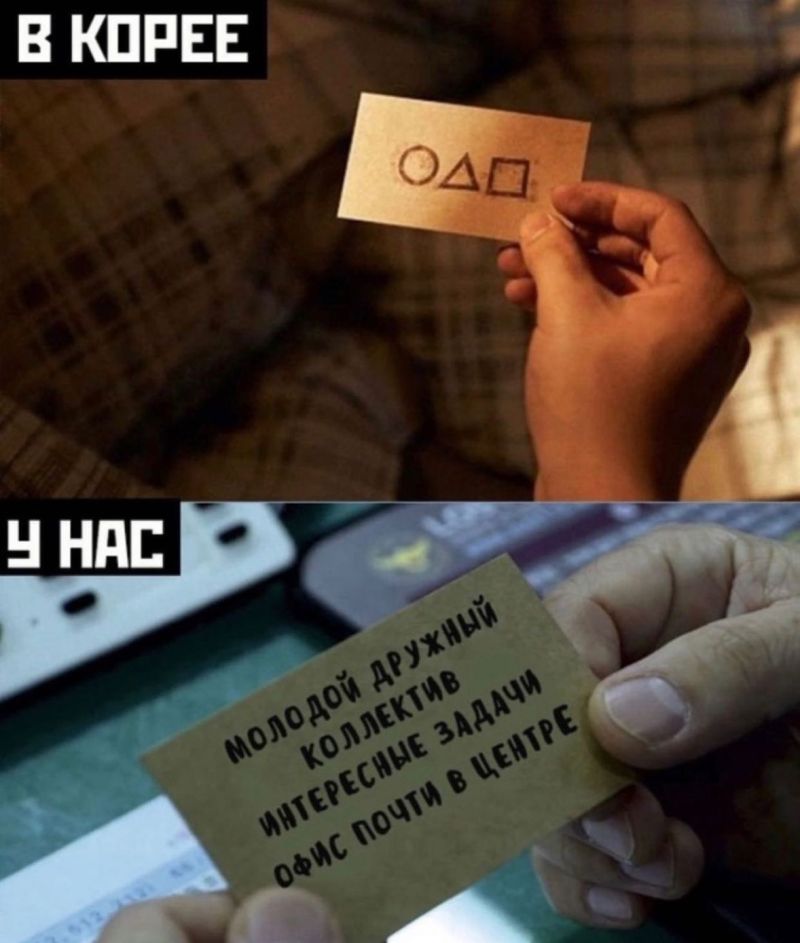 В КОРЕЕ
У НАС
МОЛОДОЙ ДРУЖНЫЙ
КОЛЛЕКТИВ
ИНТЕРЕСНЫЕ ЗАДАЧИ
ОФИС ПОЧТИ В ЦЕНТРЕ